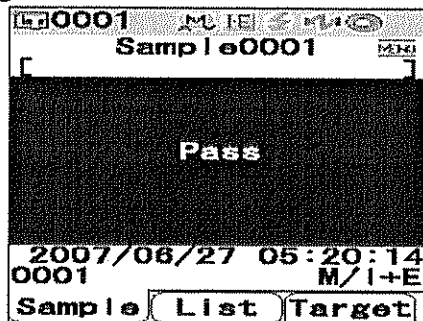 0001
Sample0001 MENU
Pass
2007/06/27 05:20:14
0001 M/I+E
Sample List Target